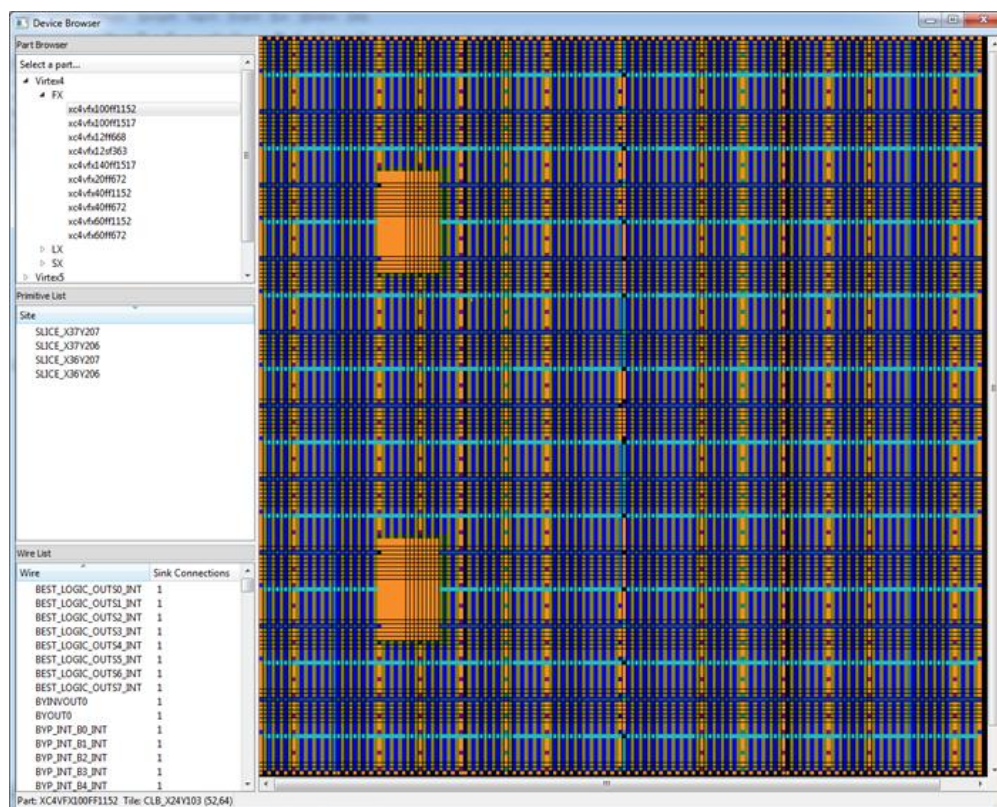 Device Browser
Part Browser
Select a part...
Virtex4
FX
xc4vfx100ff1152
xc4vfx100ff1517
xc4vfx12ff668
xc4vfx12sf363
xc4vfx140ff1517
xc4vfx20ff672
xc4vfx40ff1152
xc4vfx40ff672
xc4vfx60ff1152
xc4vfx60ff672
LX
SX
Virtex5
Primitive List
Site
SLICE_X37Y207
SLICE_X37Y206
SLICE_X36Y207
SLICE_X36Y206
Wire List
Wire Sink Connections
BEST_LOGIC_OUTS0_INT 1
BEST_LOGIC_OUTS1_INT 1
BEST_LOGIC_OUTS2_INT 1
BEST_LOGIC_OUTS3_INT 1
BEST_LOGIC_OUTS4_INT 1
BEST_LOGIC_OUTS5_INT 1
BEST_LOGIC_OUTS6_INT 1
BEST_LOGIC_OUTS7_INT 1
BYINVOUT0 1
BYOUT0 1
BYP_INT_B0_INT 1
BYP_INT_B1_INT 1
BYP_INT_B2_INT 1
BYP_INT_B3_INT 1
BYP_INT_B4_INT 1
Part: XC4VFX100FF1152 Tile: CLB_X24Y103 (52,64)